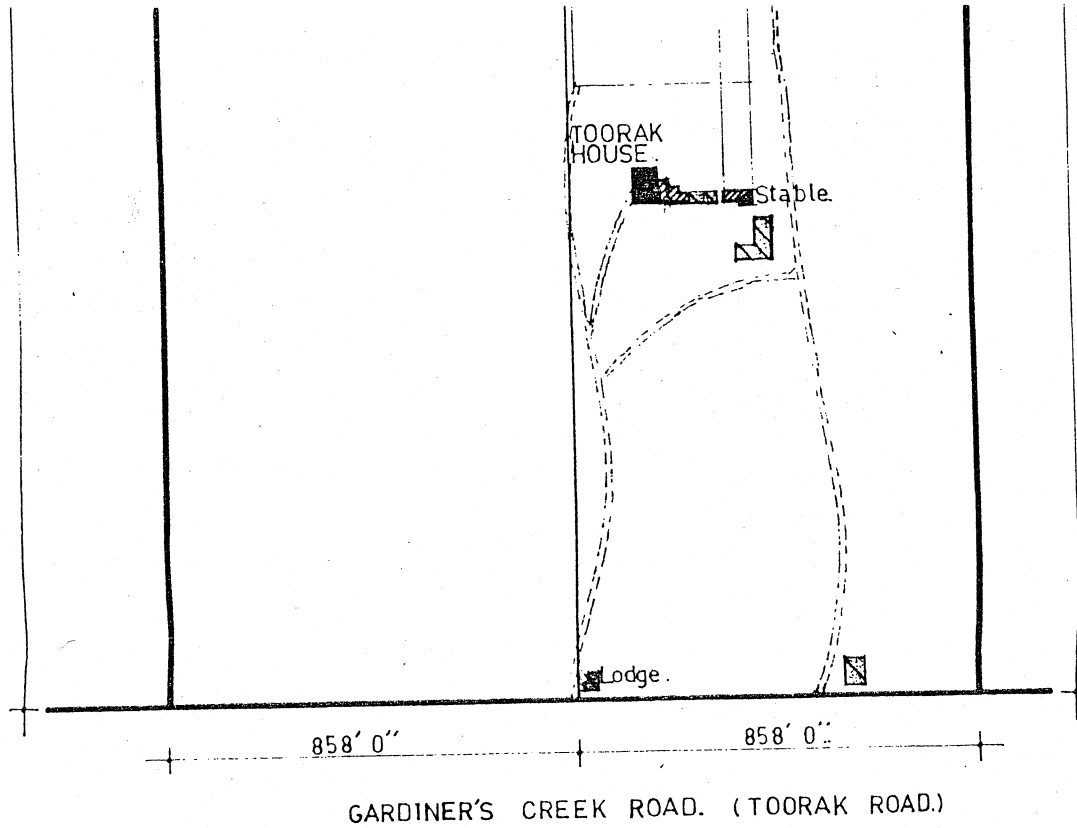 TOORAK
HOUSE.
Stable.
Lodge.
858' 0"
858' 0".
GARDINER'S CREEK ROAD. (TOORAK ROAD.)